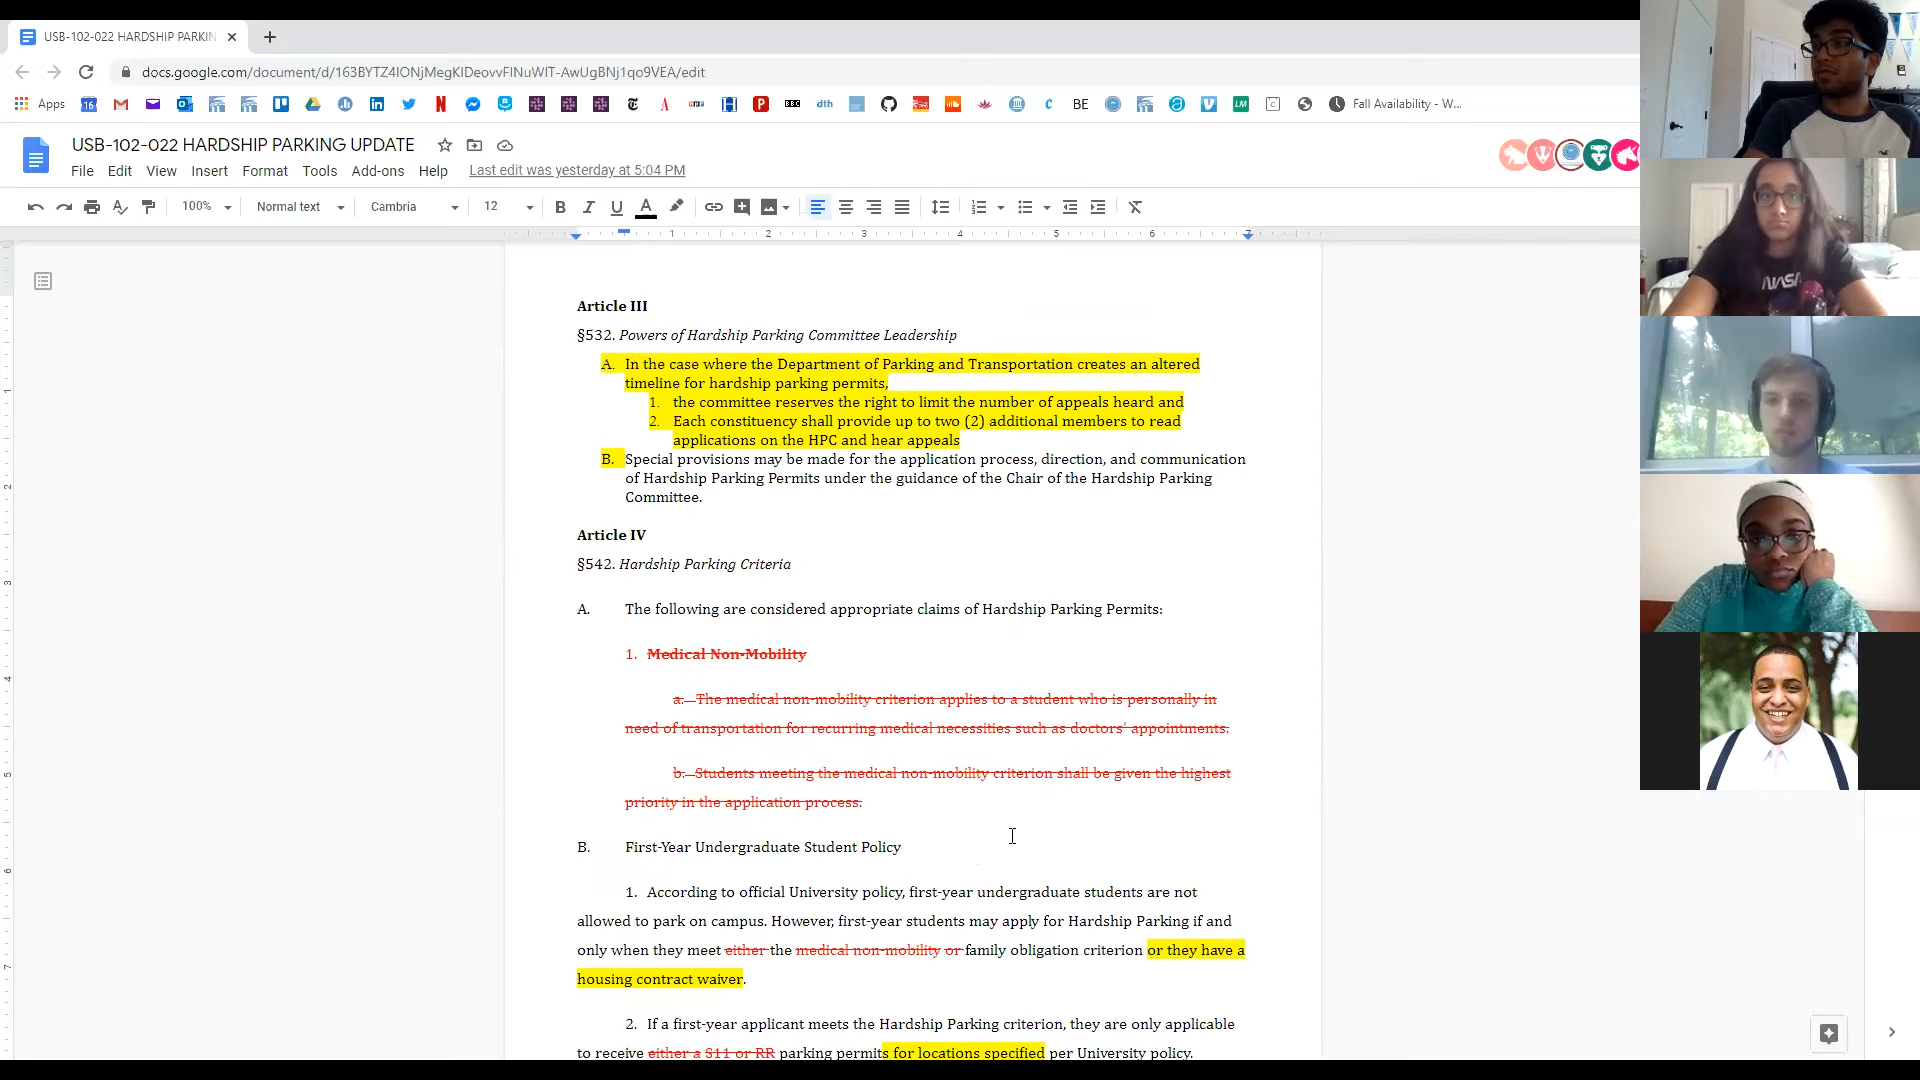 USB-102-022 HARDSHIP PARKIN
docs.google.com/document/d/163BYTZ4IONjMegKIDeovvFINuWIT-AwUgBNj1qo9VEA/edit
Apps
16
BBC
dth
BE
LM
Fall Availability - W...
USB-102-022 HARDSHIP PARKING UPDATE
File Edit View Insert Format Tools Add-ons Help Last edit was yesterday at 5:04 PM
100% Normal text Cambria 12 B I U A
1 2 3 4 5 6 7
Article III
§532. Powers of Hardship Parking Committee Leadership
A. In the case where the Department of Parking and Transportation creates an altered
timeline for hardship parking permits,
1. the committee reserves the right to limit the number of appeals heard and
2. Each constituency shall provide up to two (2) additional members to read
applications on the HPC and hear appeals
B. Special provisions may be made for the application process, direction, and communication
of Hardship Parking Permits under the guidance of the Chair of the Hardship Parking
Committee.
Article IV
§542. Hardship Parking Criteria
A. The following are considered appropriate claims of Hardship Parking Permits:
1. Medical Non-Mobility
a. The medical non-mobility criterion applies to a student who is personally in
need of transportation for recurring medical necessities such as doctors' appointments.
b. Students meeting the medical non-mobility criterion shall be given the highest
priority in the application process.
B. First-Year Undergraduate Student Policy
1. According to official University policy, first-year undergraduate students are not
allowed to park on campus. However, first-year students may apply for Hardship Parking if and
only when they meet either the medical non-mobility or family obligation criterion or they have a
housing contract waiver.
2. If a first-year applicant meets the Hardship Parking criterion, they are only applicable
to receive either a S11 or RR parking permits for locations specified per University policy.
NASA